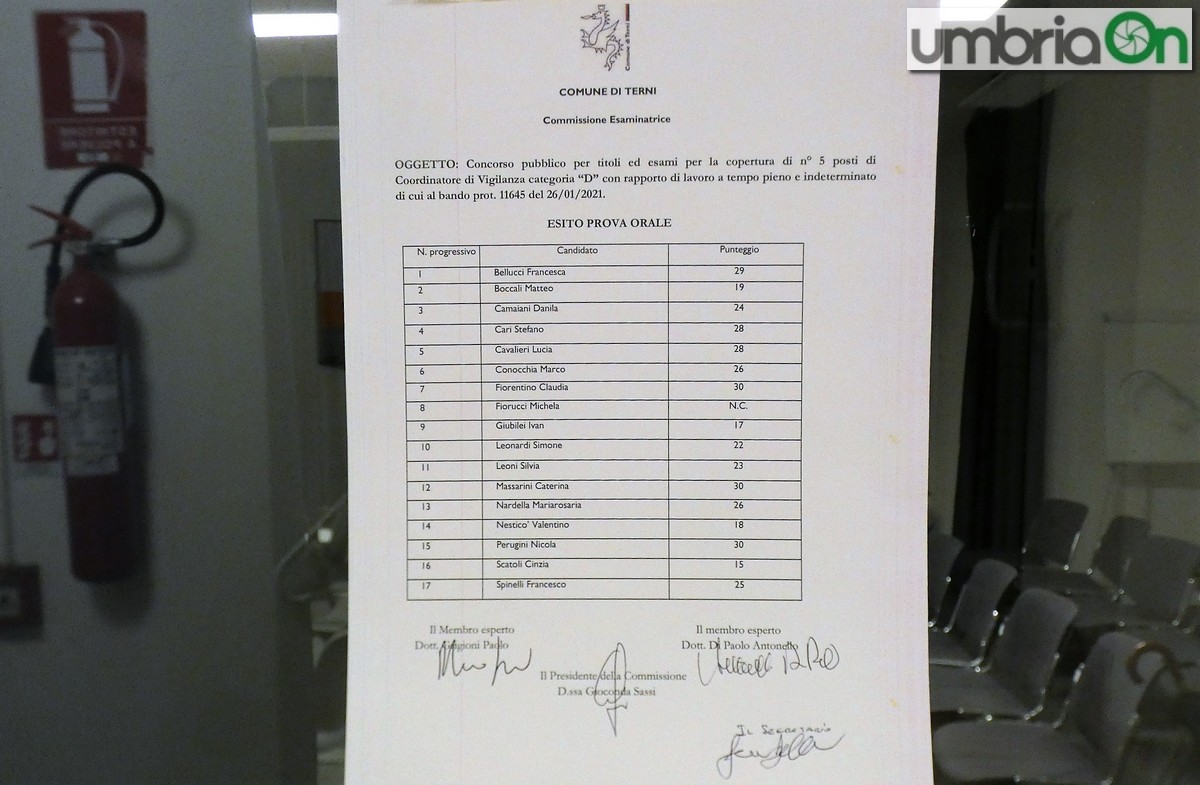 umbriaOn
Comune di Terni
COMUNE DI TERNI
Commissione Esaminatrice
OGGETTO: Concorso pubblico per titoli ed esami per la copertura di n° 5 posti di
Coordinatore di Vigilanza categoria “D” con rapporto di lavoro a tempo pieno e indeterminato
di cui al bando prot. 11645 del 26/01/2021.
ESITO PROVA ORALE
N. progressivo Candidato Punteggio
1 Bellucci Francesca 29
2 Boccali Matteo 19
3 Camaiani Danila 24
4 Cari Stefano 28
5 Cavalieri Lucia 28
6 Conocchia Marco 26
7 Fiorentino Claudia 30
8 Fiorucci Michela N.C.
9 Giubilei Ivan 17
10 Leonardi Simone 22
11 Leoni Silvia 23
12 Massarini Caterina 30
13 Nardella Mariarosaria 26
14 Nestico' Valentino 18
15 Perugini Nicola 30
16 Scatoli Cinzia 15
17 Spinelli Francesco 25
Il Membro esperto Il membro esperto
Dott. Paolo Dott. Di Paolo Antonello
Il Presidente della Commissione
D.ssa Gioconda Sassi
Il Segretario